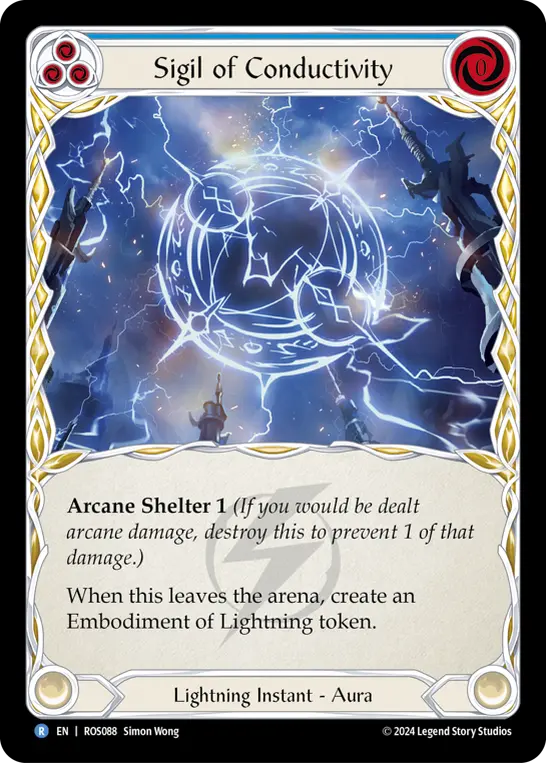 Sigil of Conductivity
0
Arcane Shelter 1 (If you would be dealt
arcane damage, destroy this to prevent 1 of that
damage.)
When this leaves the arena, create an
Embodiment of Lightning token.
Lightning Instant - Aura
R EN | ROS088 Simon Wong
© 2024 Legend Story Studios